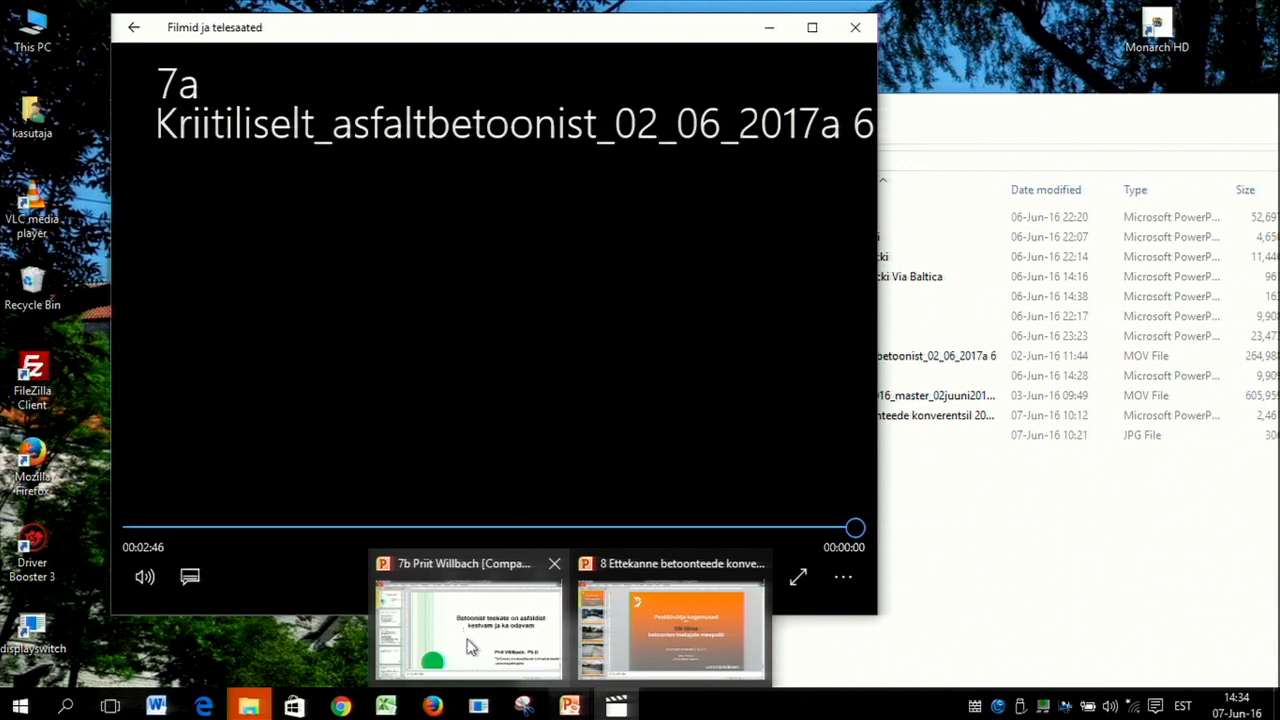 This PC
kasutaja
VLC media
player
Recycle Bin
FileZilla
Client
Mozilla
Firefox
Driver
Booster 3
displayswitch
Monarch HD
Filmid ja telesaated
7a
Kriitiliselt_asfaltbetoonist_02_06_2017a 6
00:02:46
00:00:00
Date modified Type Size
06-Jun-16 22:20 Microsoft PowerP...
06-Jun-16 22:07 Microsoft PowerP...
06-Jun-16 22:14 Microsoft PowerP...
cki Via Baltica 06-Jun-16 14:16 Microsoft PowerP...
06-Jun-16 14:38 Microsoft PowerP...
06-Jun-16 22:17 Microsoft PowerP...
06-Jun-16 23:23 Microsoft PowerP...
betoonist_02_06_2017a 6 02-Jun-16 11:44 MOV File
06-Jun-16 14:28 Microsoft PowerP...
016_master_02juuni201... 03-Jun-16 09:49 MOV File
nteede konverentsil 20... 07-Jun-16 10:12 Microsoft PowerP...
07-Jun-16 10:21 JPG File
7b Priit Willbach [Compa...
8 Ettekanne betoonteede konve...
Betoonist teekate on asfaldist
kestvam ja ka odavam
Priit Willbach, Ph.D
betoontee
EST
14:34
07-Jun-16